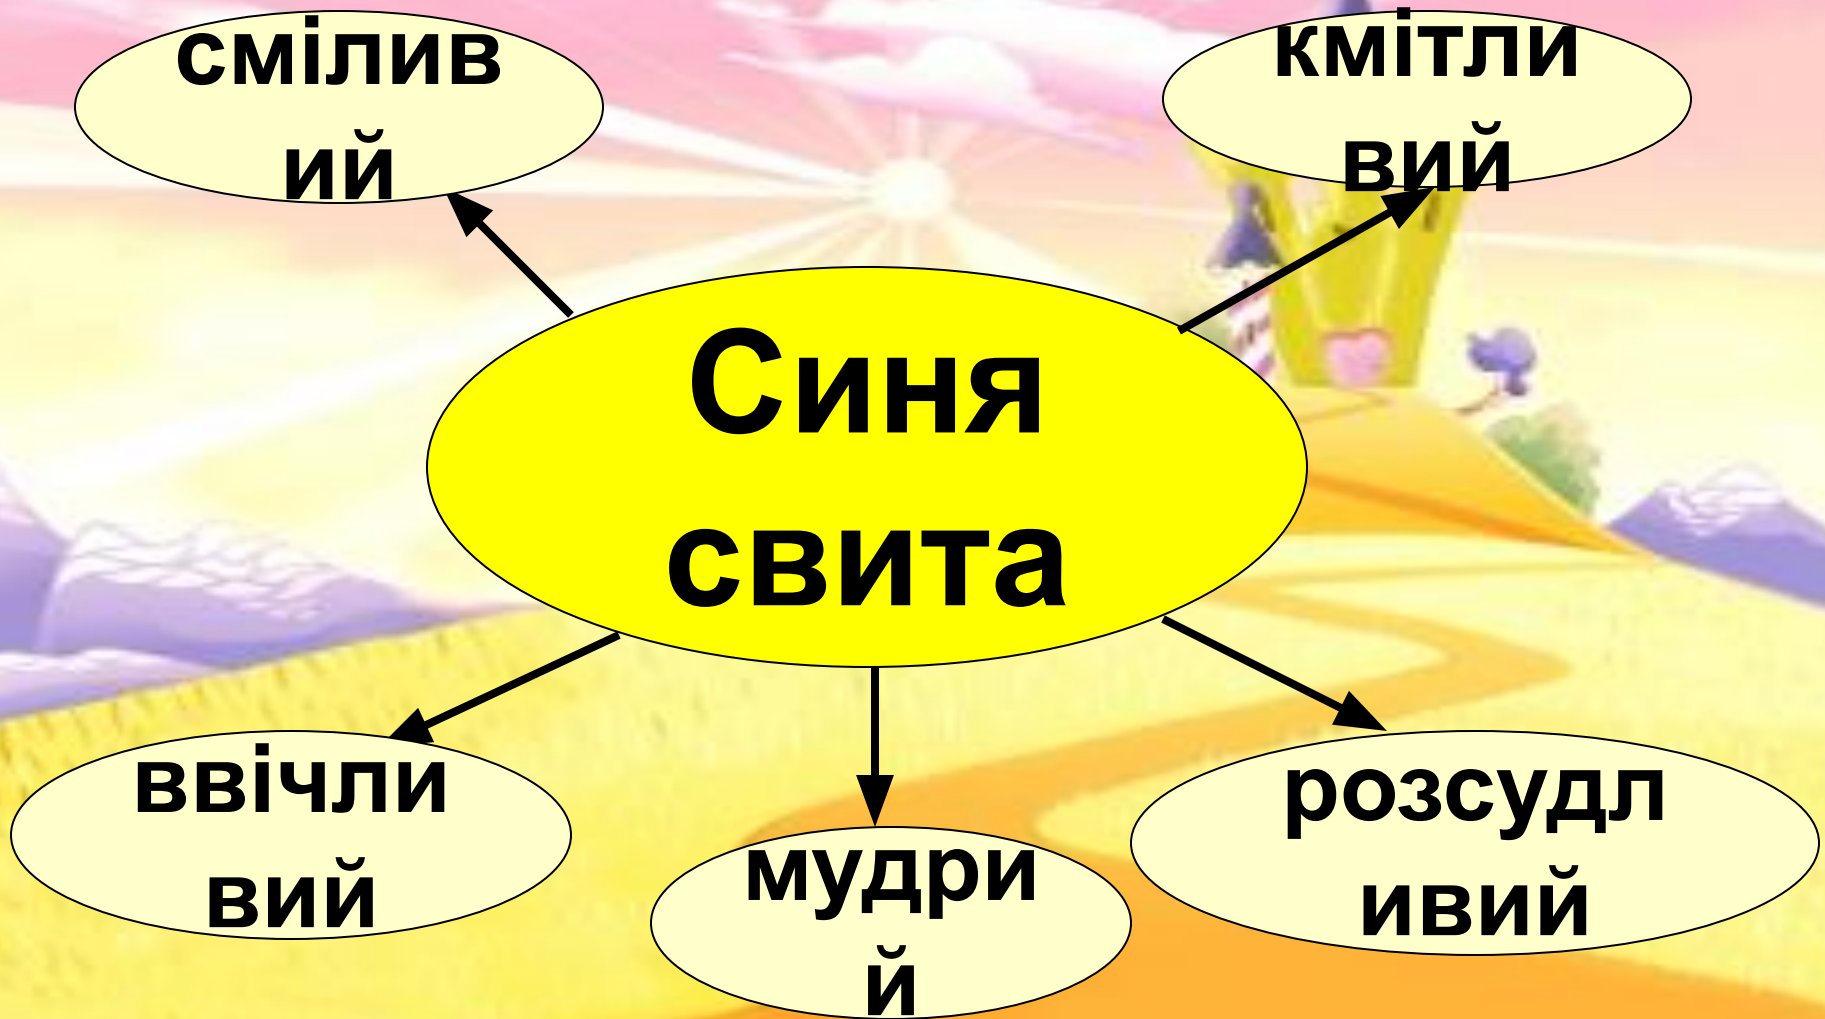 смілив
ий
кмітли
вий
Синя
свита
ввічли
вий
мудри
й
розсудл
ивий